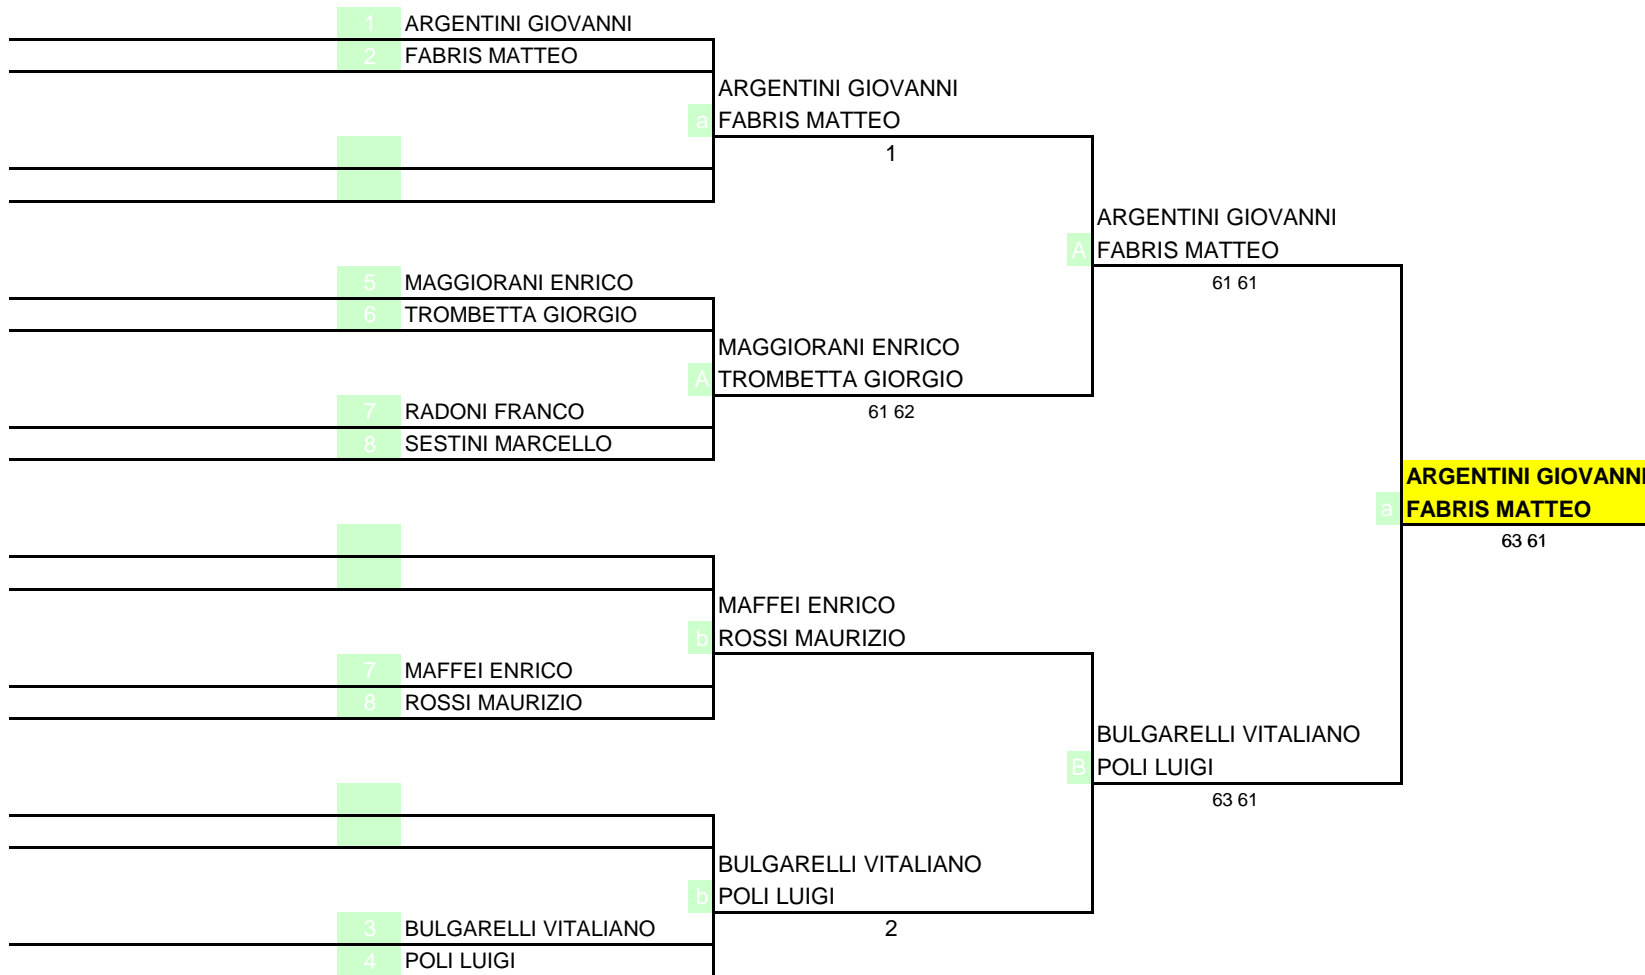 1 ARGENTINI GIOVANNI
2 FABRIS MATTEO
ARGENTINI GIOVANNI
a FABRIS MATTEO
1
ARGENTINI GIOVANNI
A FABRIS MATTEO
61 61
5 MAGGIORANI ENRICO
6 TROMBETTA GIORGIO
MAGGIORANI ENRICO
A TROMBETTA GIORGIO
61 62
7 RADONI FRANCO
8 SESTINI MARCELLO
ARGENTINI GIOVANNI
a FABRIS MATTEO
63 61
MAFFEI ENRICO
b ROSSI MAURIZIO
7 MAFFEI ENRICO
8 ROSSI MAURIZIO
BULGARELLI VITALIANO
B POLI LUIGI
63 61
BULGARELLI VITALIANO
b POLI LUIGI
2
3 BULGARELLI VITALIANO
4 POLI LUIGI